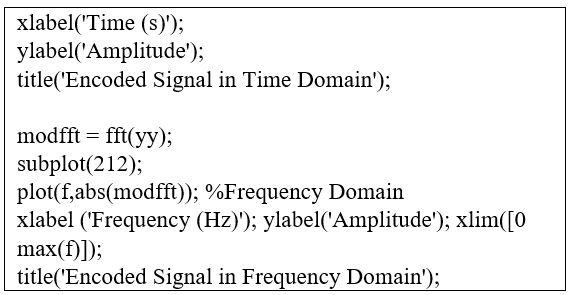 xlabel('Time (s)');
ylabel('Amplitude');
title('Encoded Signal in Time Domain');
modfft = fft(yy);
subplot(212);
plot(f,abs(modfft)); %Frequency Domain
xlabel ('Frequency (Hz)'); ylabel('Amplitude'); xlim([0
max(f)]);
title('Encoded Signal in Frequency Domain');